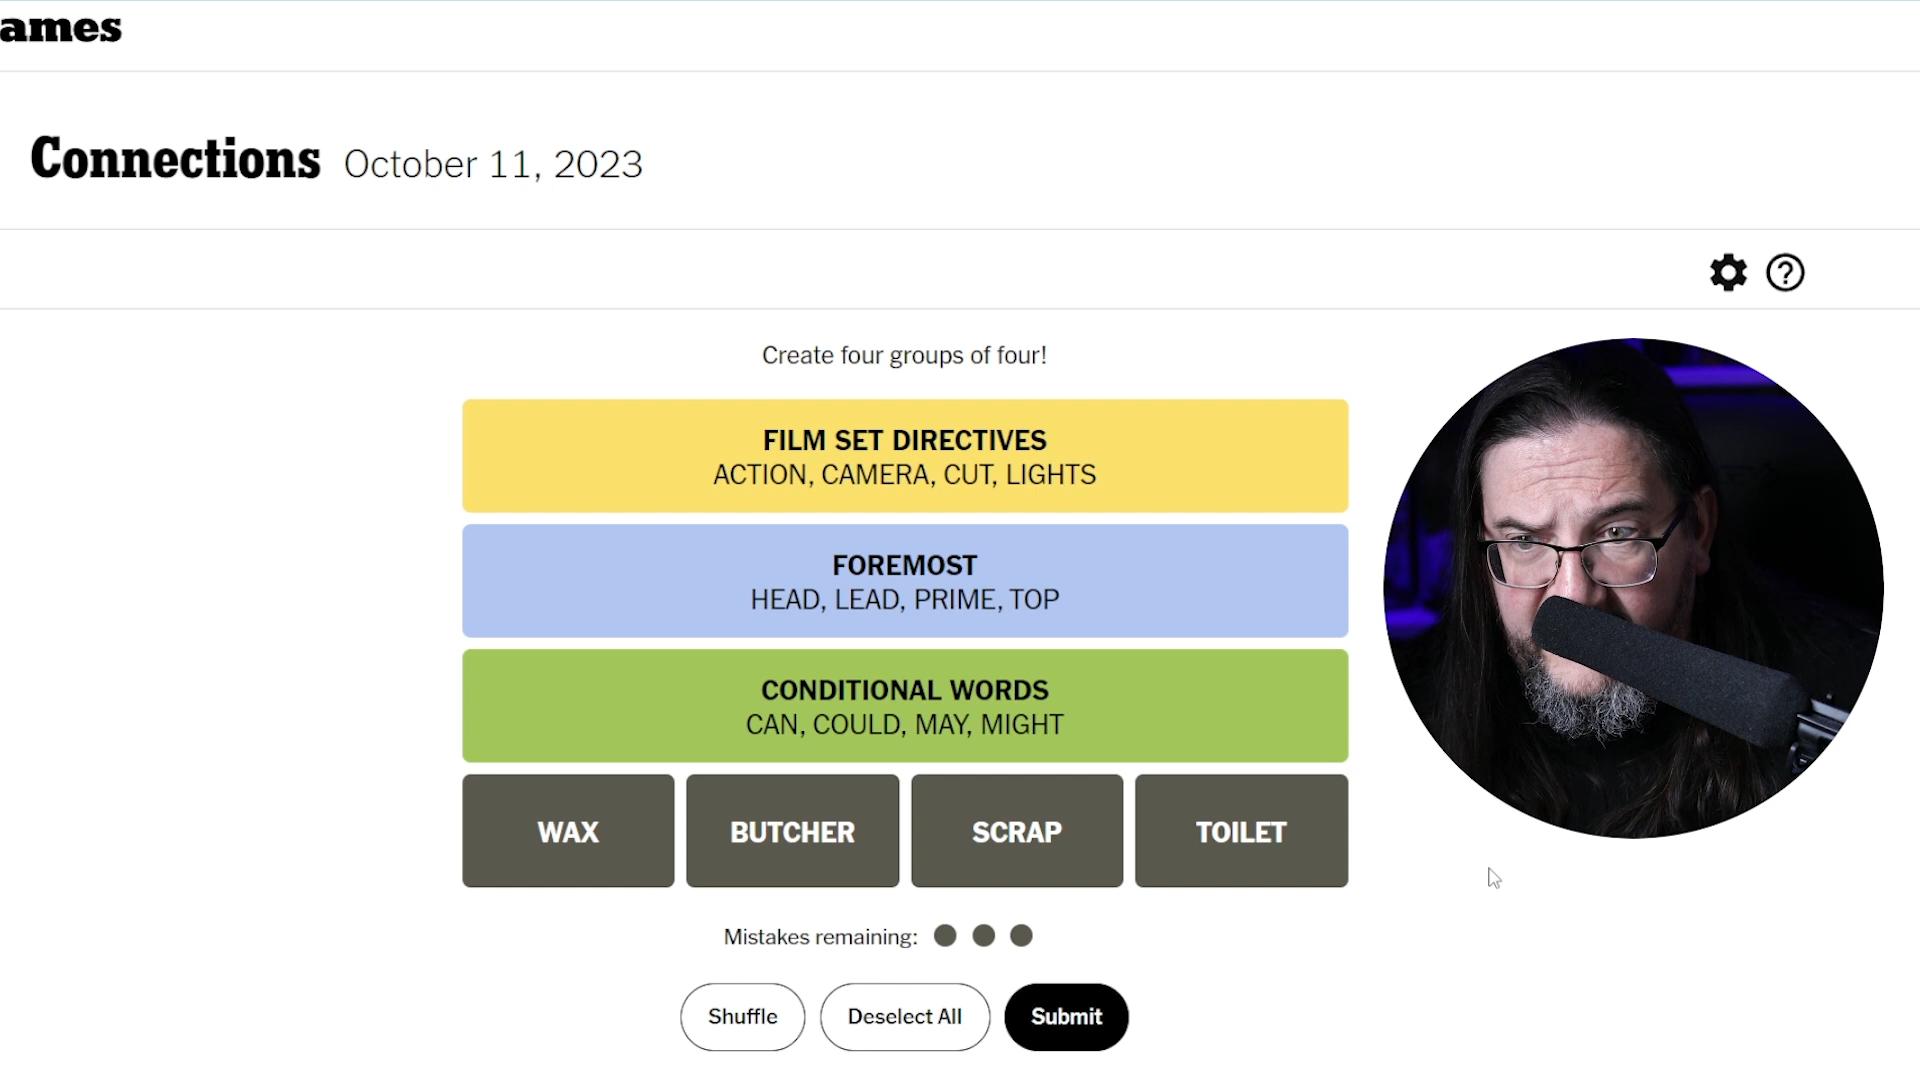 ames
Connections October 11, 2023
Create four groups of four!
FILM SET DIRECTIVES
ACTION, CAMERA, CUT, LIGHTS
FOREMOST
HEAD, LEAD, PRIME, TOP
CONDITIONAL WORDS
CAN, COULD, MAY, MIGHT
WAX BUTCHER SCRAP TOILET
Mistakes remaining:
Shuffle Deselect All Submit